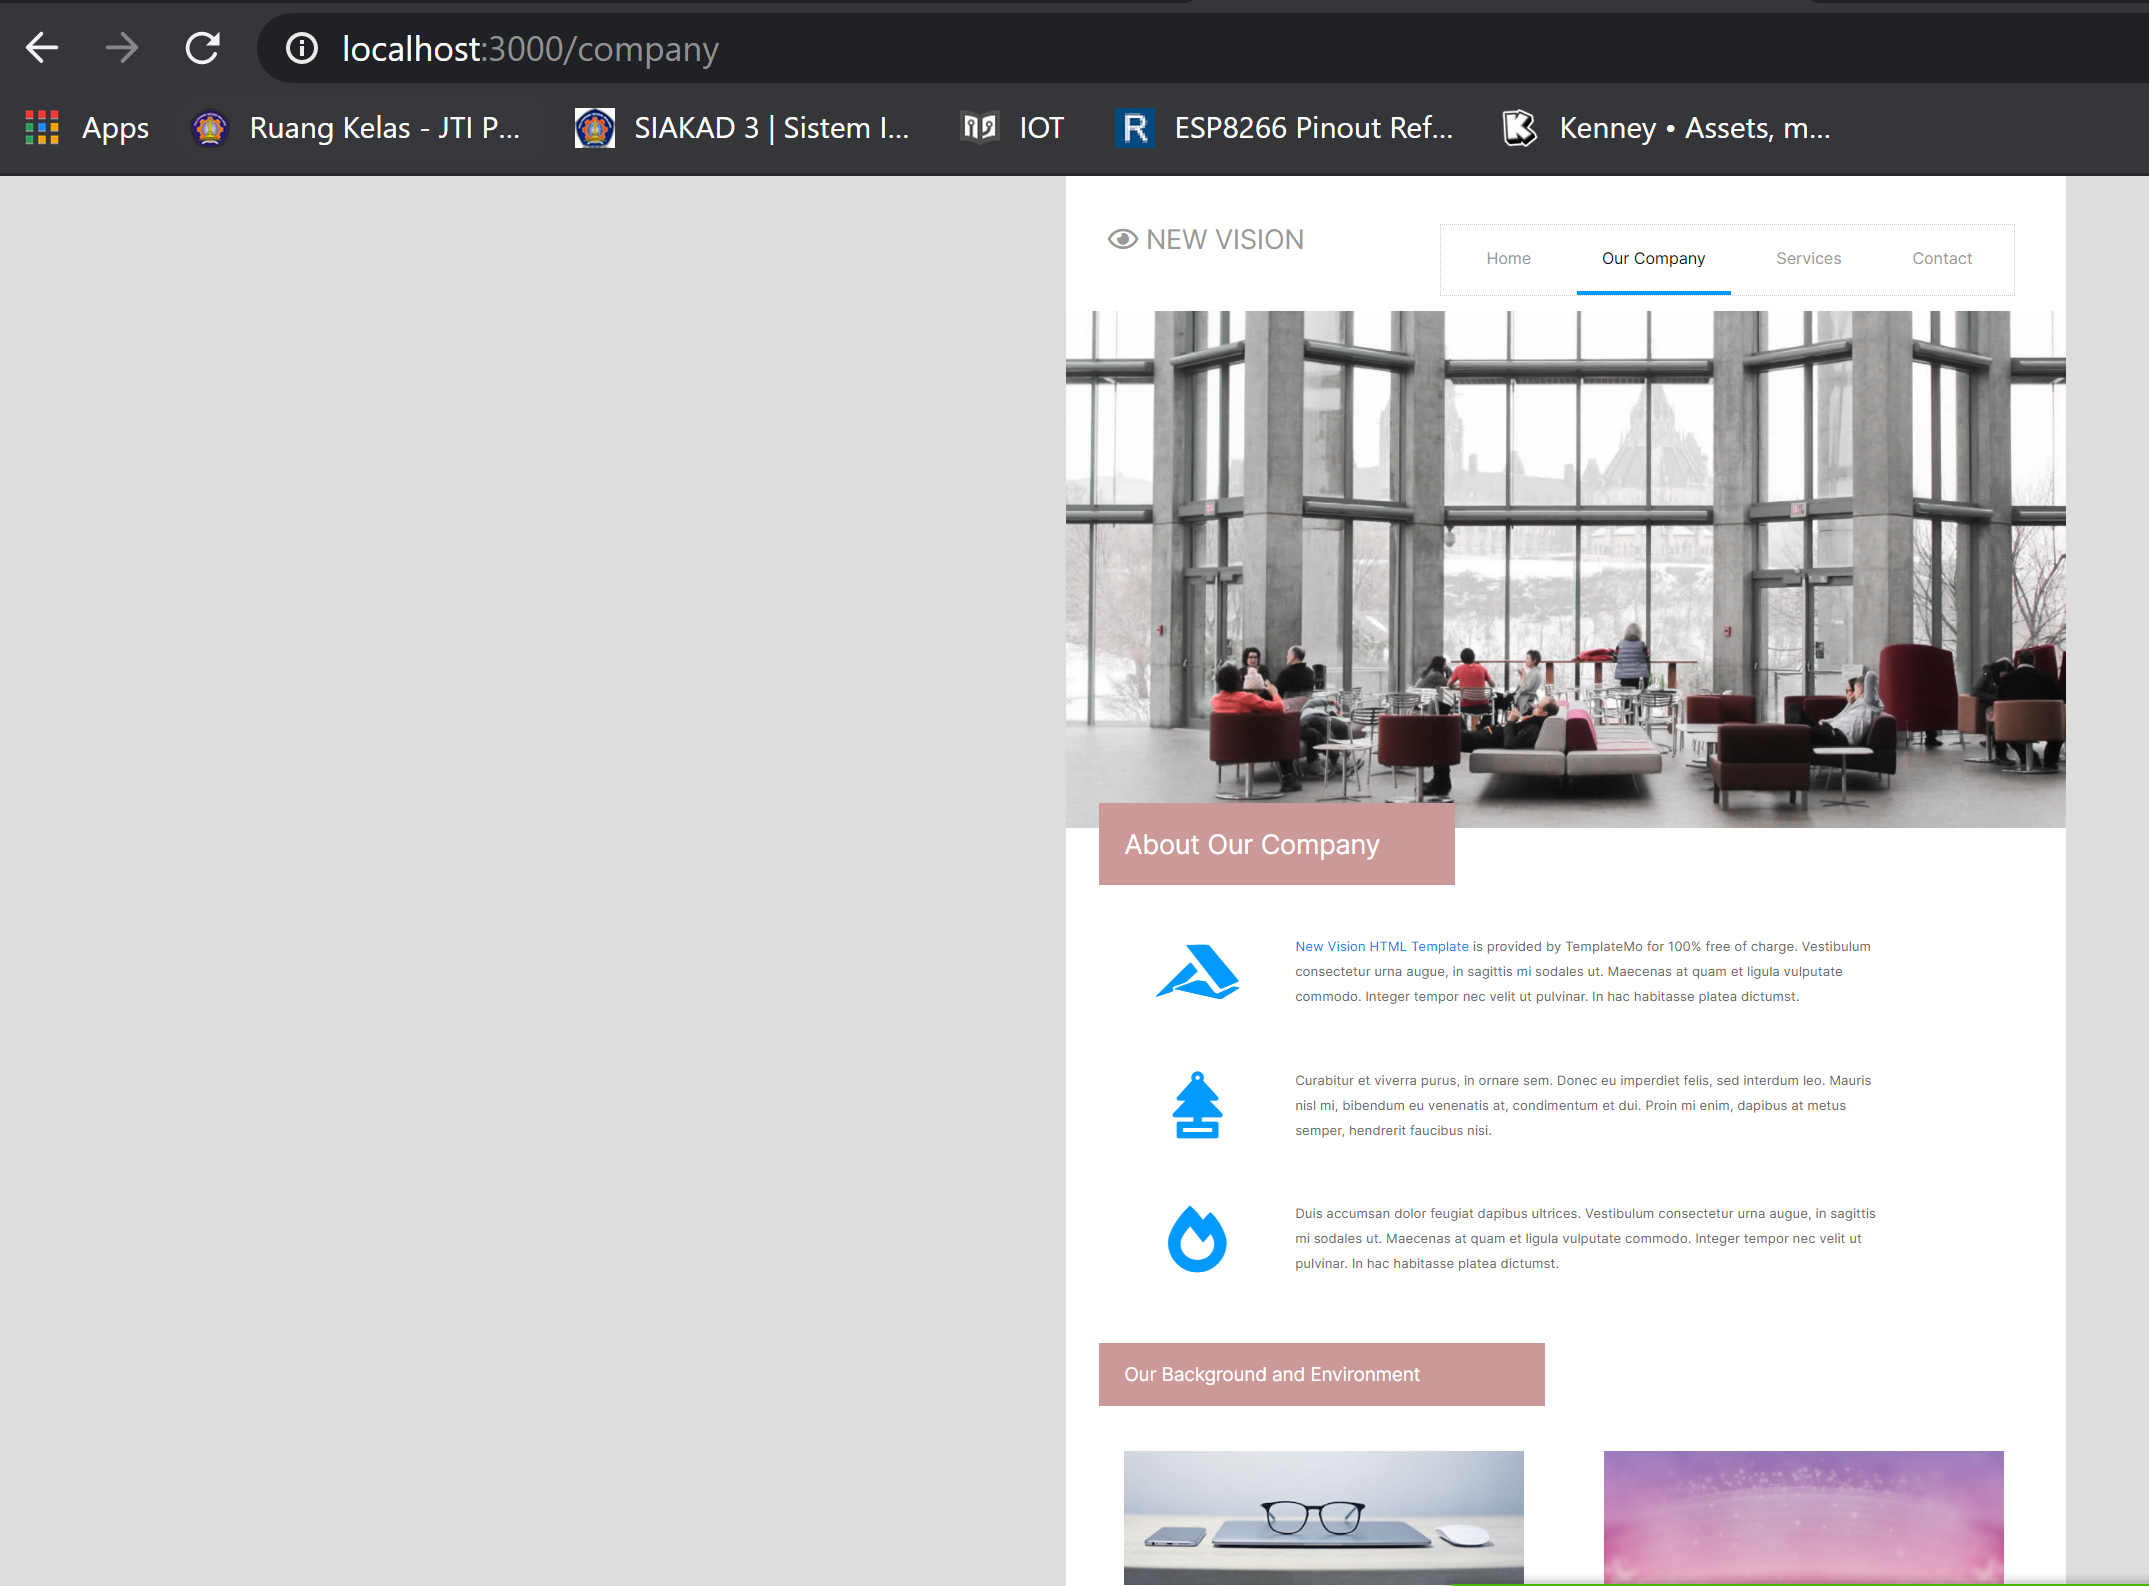 localhost:3000/company
Apps
Ruang Kelas - JTI P...
SIAKAD 3 | Sistem I...
IOT
R
ESP8266 Pinout Ref...
K
Kenney • Assets, m...
NEW VISION
Home
Our Company
Services
Contact
About Our Company
New Vision HTML Template is provided by TemplateMo for 100% free of charge. Vestibulum
consectetur urna augue, in sagittis mi sodales ut. Maecenas at quam et ligula vulputate
commodo. Integer tempor nec velit ut pulvinar. In hac habitasse platea dictumst.
Curabitur et viverra purus, in ornare sem. Donec eu imperdiet felis, sed interdum leo. Mauris
nisl mi, bibendum eu venenatis at, condimentum et dui. Proin mi enim, dapibus at metus
semper, hendrerit faucibus nisi.
Duis accumsan dolor feugiat dapibus ultrices. Vestibulum consectetur urna augue, in sagittis
mi sodales ut. Maecenas at quam et ligula vulputate commodo. Integer tempor nec velit ut
pulvinar. In hac habitasse platea dictumst.
Our Background and Environment